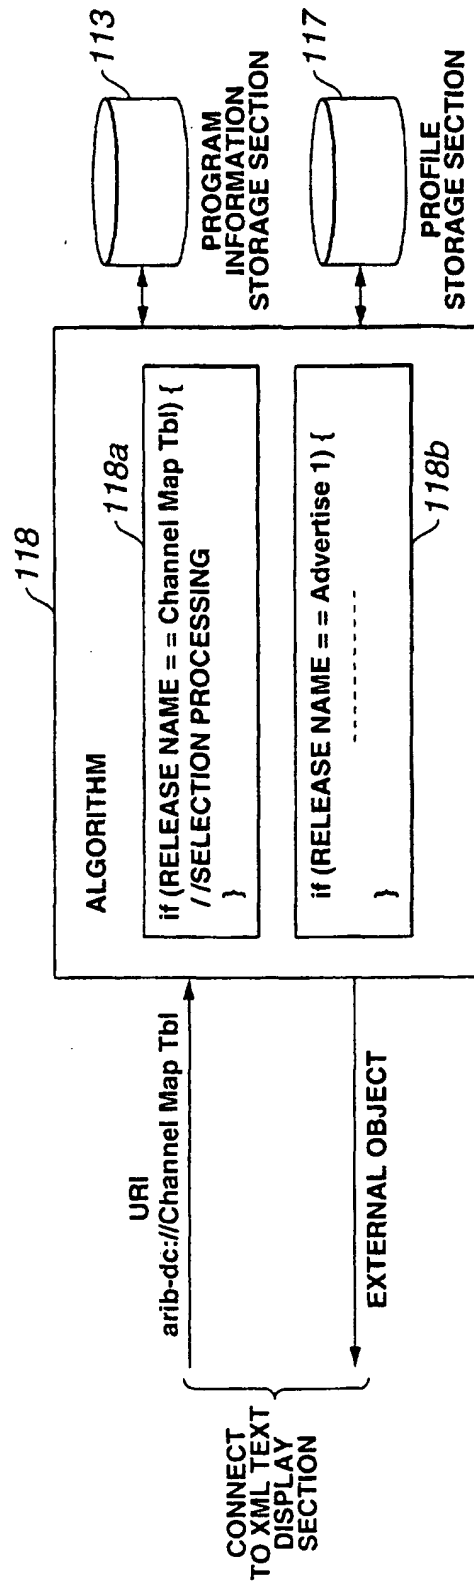 118
ALGORITHM
118a
if (RELEASE NAME = = Channel Map Tbl) {
//SELECTION PROCESSING
}
if (RELEASE NAME = = Advertise 1) {
-----------
}
118b
URI
arib-dc://Channel Map Tbl
EXTERNAL OBJECT
CONNECT
TO XML TEXT
DISPLAY
SECTION
113
PROGRAM
INFORMATION
STORAGE SECTION
117
PROFILE
STORAGE SECTION